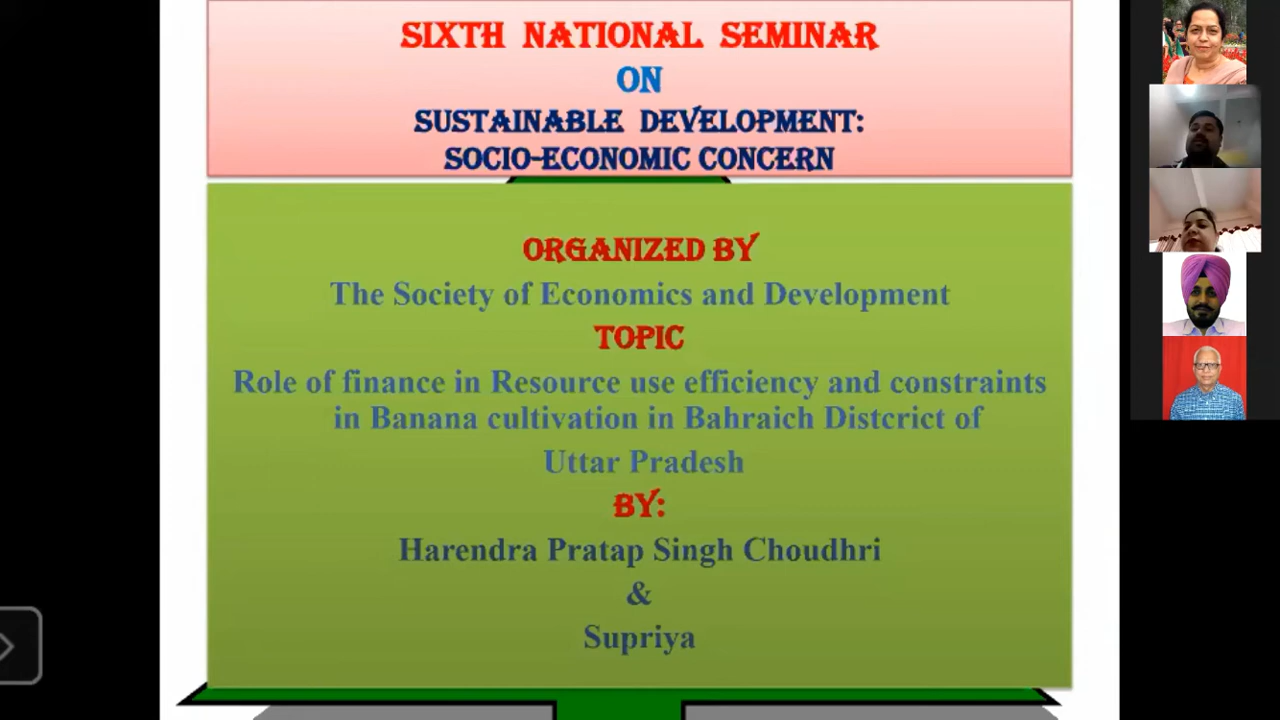 SIXTH NATIONAL SEMINAR
ON
SUSTAINABLE DEVELOPMENT:
SOCIO-ECONOMIC CONCERN
ORGANIZED BY
The Society of Economics and Development
TOPIC
Role of finance in Resource use efficiency and constraints
in Banana cultivation in Bahraich Distcrict of
Uttar Pradesh
BY:
Harendra Pratap Singh Choudhri
&
Supriya